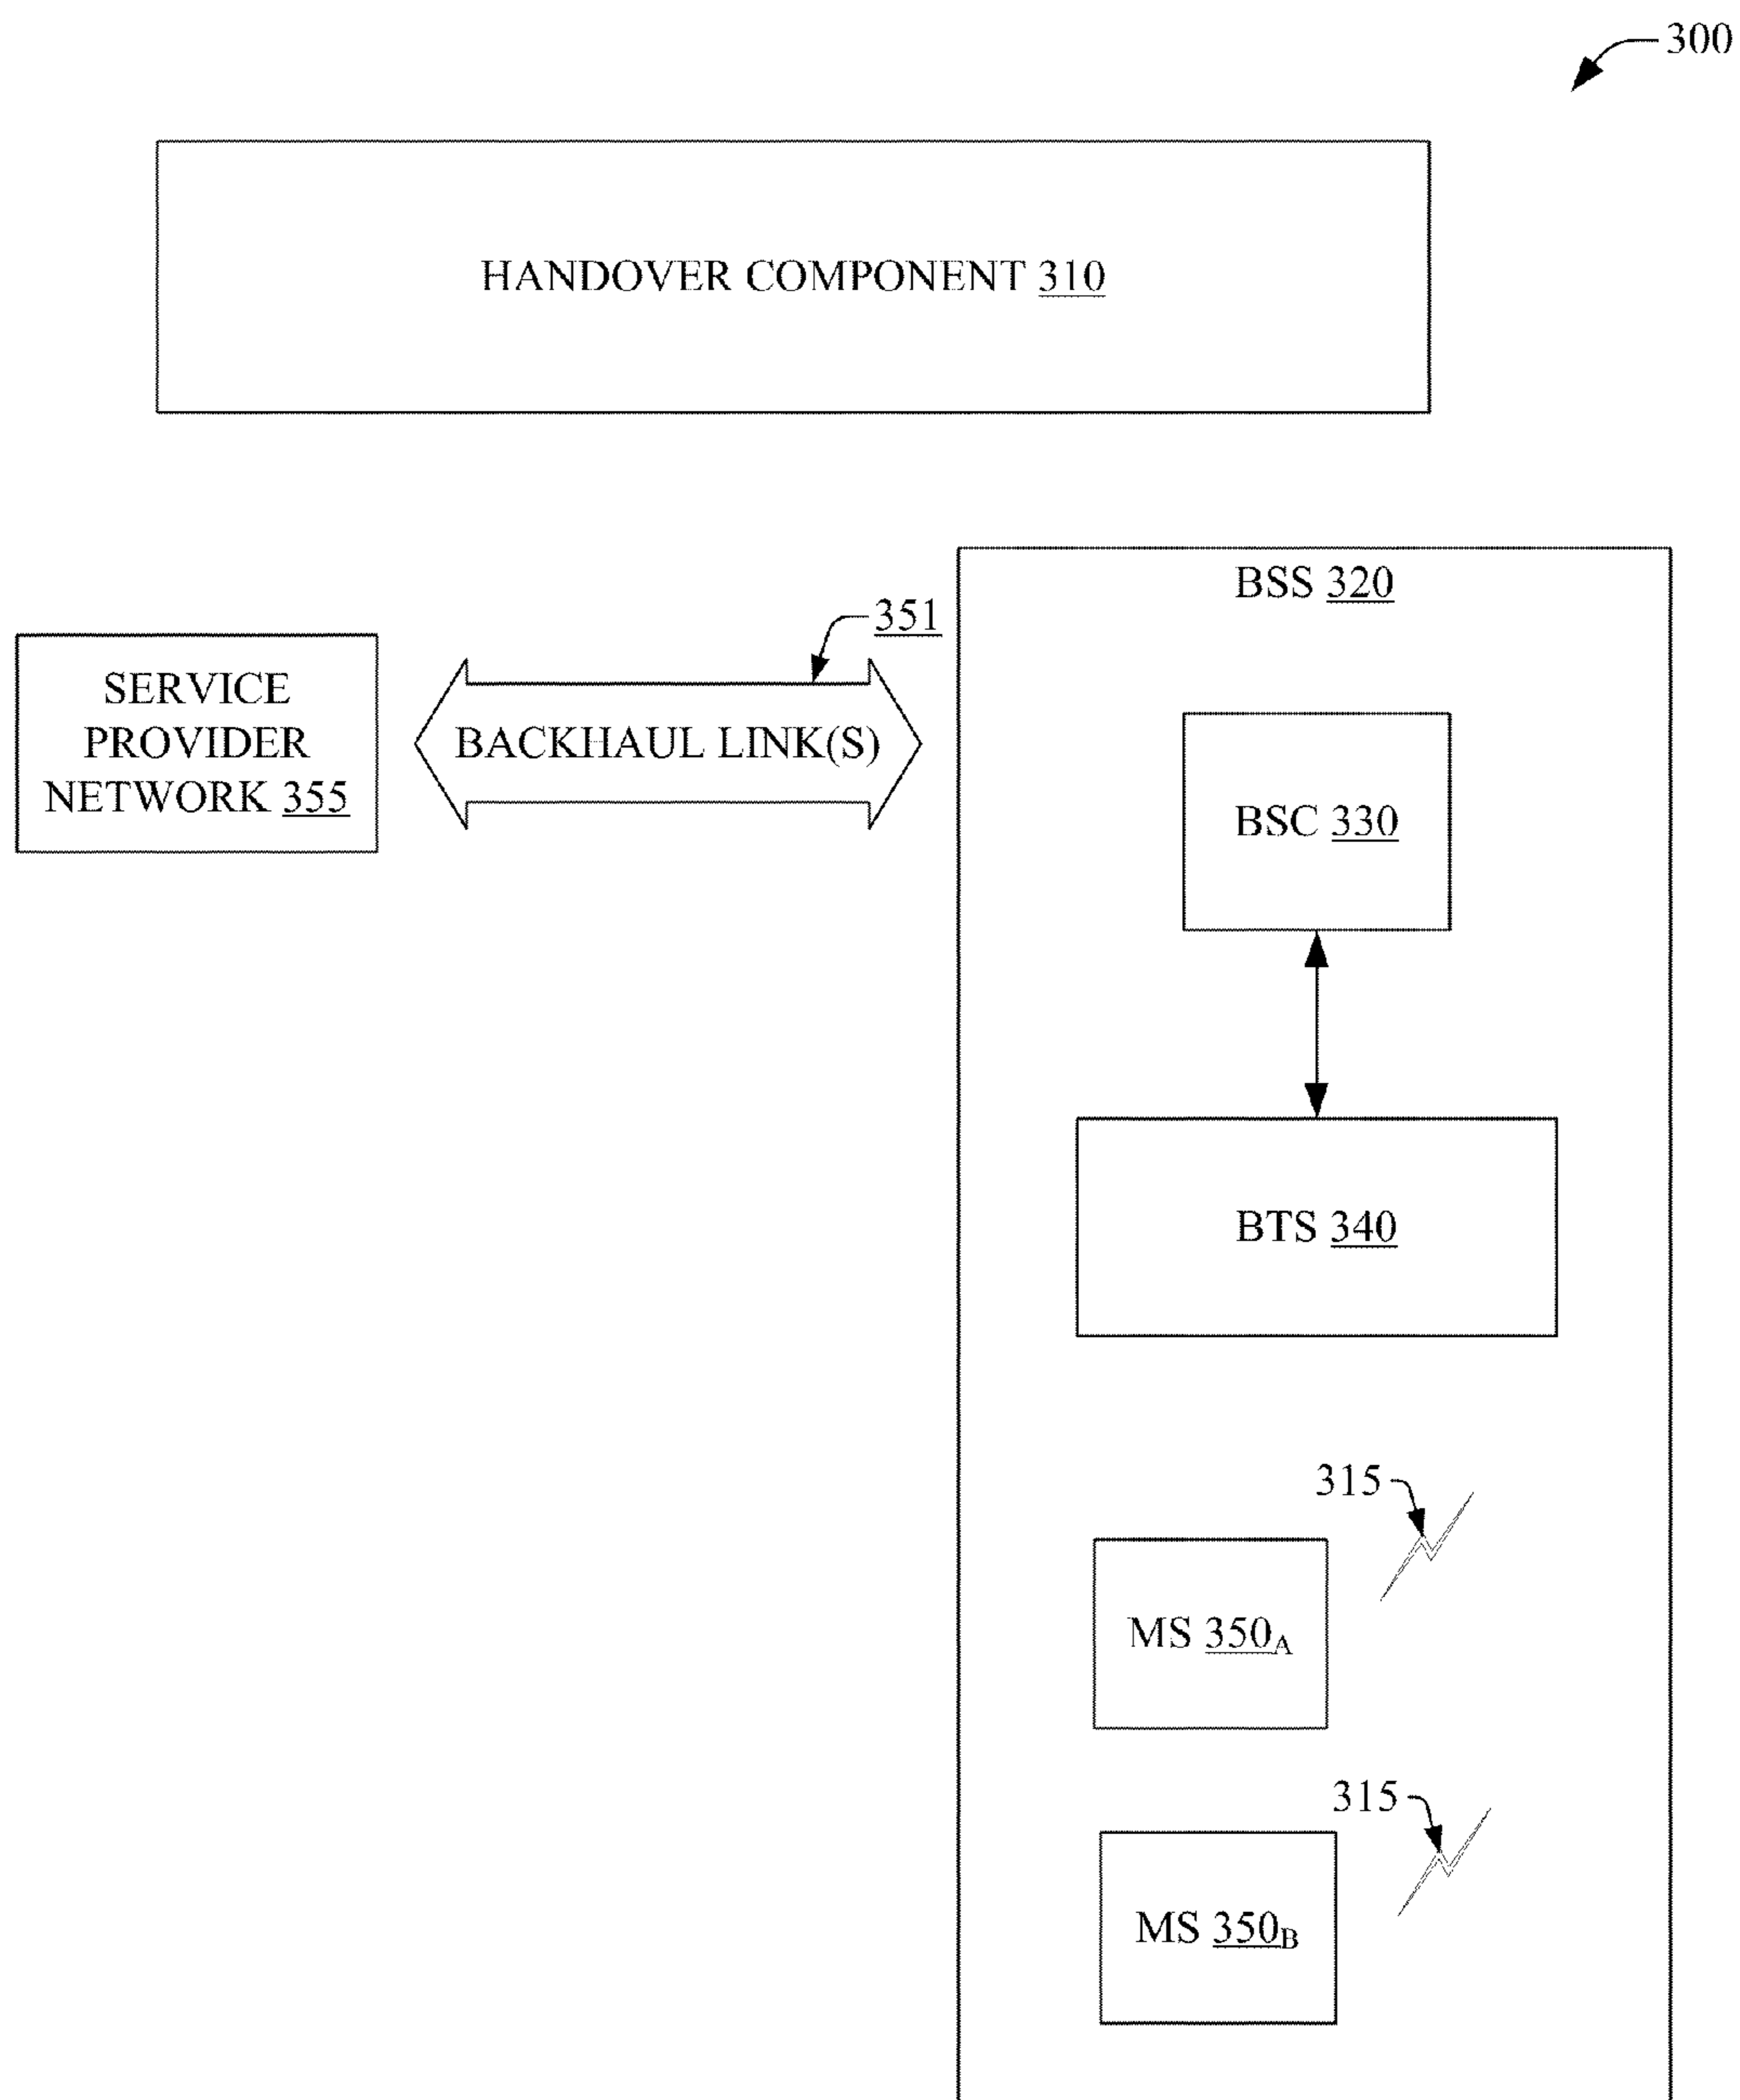 300
HANDOVER COMPONENT 310
BSS 320
351
SERVICE
PROVIDER
NETWORK 355
BACKHAUL LINK(S)
BSC 330
BTS 340
315
MS 350A
315
MS 350B